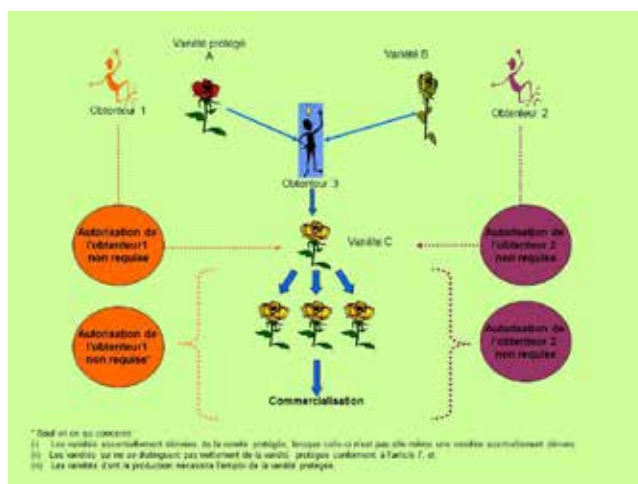 Variété protégé
A
Variété B
Obtenteur 1
Obtenteur 2
Obtenteur 3
Autorisation de
l'obtenteur1
non requise
Variété C
Autorisation de
l'obtenteur 2
non requise
Autorisation de
l'obtenteur1
non requise*
Autorisation de
l'obtenteur 2
non requise
Commercialisation
* Sauf en ce qui concerne
(i) Les variétés essentiellement dérivées de la variété protégée, lorsque celle-ci n'est pas elle même une variété essentiellement dérivée
(ii) Les variétés qui ne se distinguent pas nettement de la variété protégée conformément à l'article 7, et
(iii) Les variétés dont la production nécessite l'emploi de la variété protégée.